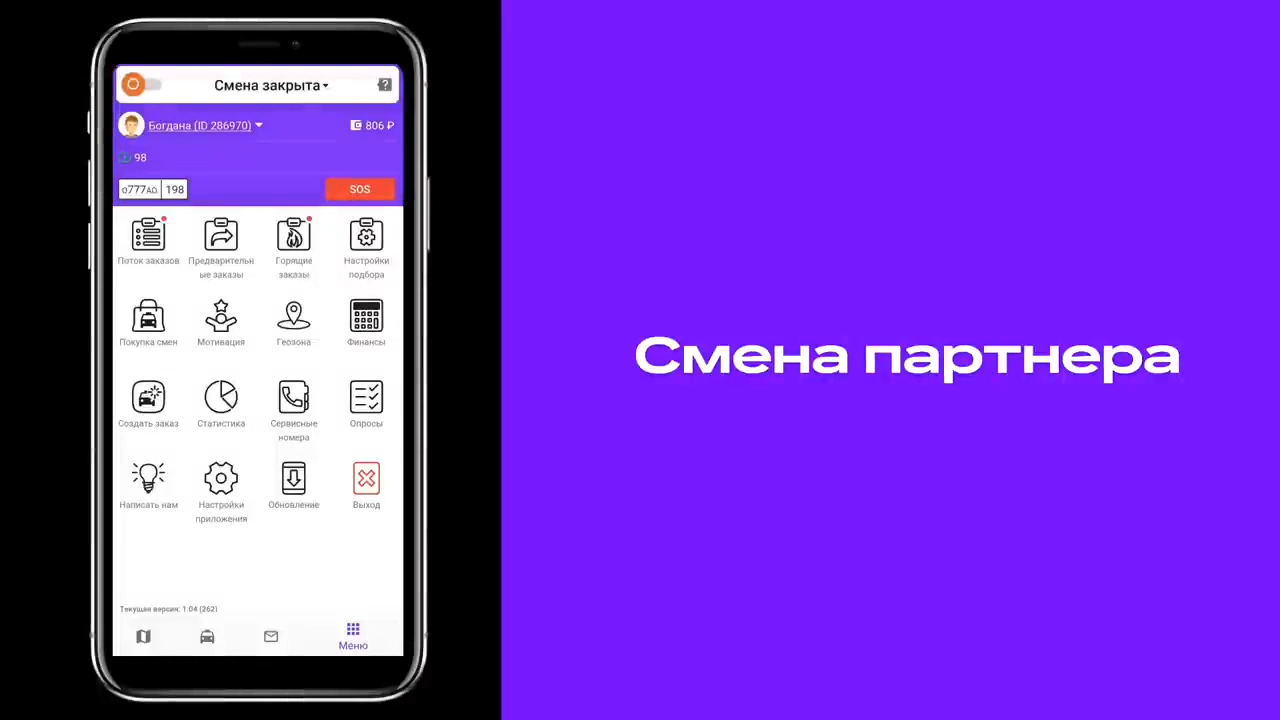 Смена закрыта
Богдана (ID 286970)
806 ₽
98
о777АО 198
SOS
Поток заказов
Предварительн
ые заказы
Горящие
заказы
Настройки
подбора
Покупка смен
Мотивация
Геозона
Финансы
Создать заказ
Статистика
Сервисные
номера
Опросы
Написать нам
Настройки
приложения
Обновление
Выход
Текущая версия: 1.04 (262)
Меню
Смена партнера